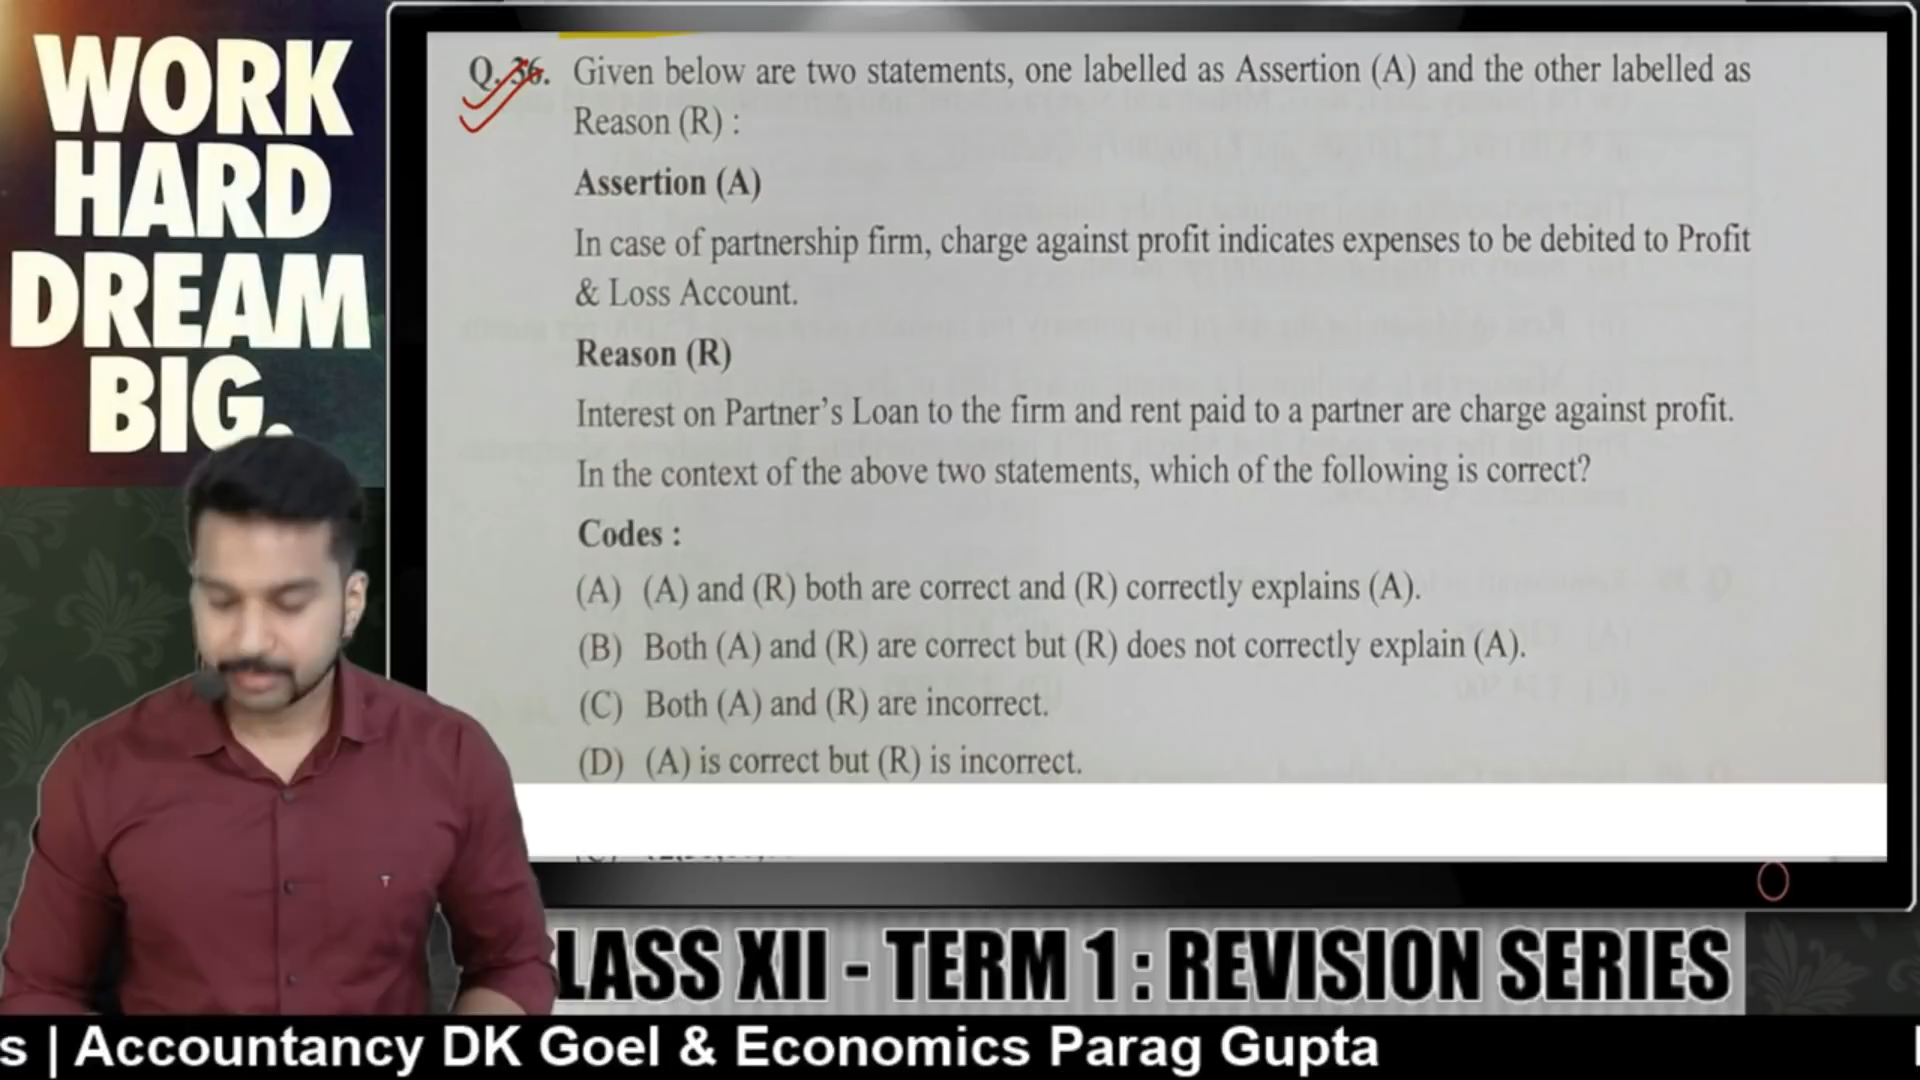 WORK
HARD
DREAM
BIG.
Q. 36. Given below are two statements, one labelled as Assertion (A) and the other labelled as
Reason (R) :
Assertion (A)
In case of partnership firm, charge against profit indicates expenses to be debited to Profit
& Loss Account.
Reason (R)
Interest on Partner's Loan to the firm and rent paid to a partner are charge against profit.
In the context of the above two statements, which of the following is correct?
Codes :
(A) (A) and (R) both are correct and (R) correctly explains (A).
(B) Both (A) and (R) are correct but (R) does not correctly explain (A).
(C) Both (A) and (R) are incorrect.
(D) (A) is correct but (R) is incorrect.
LASS XII - TERM 1 : REVISION SERIES
s | Accountancy DK Goel & Economics Parag Gupta